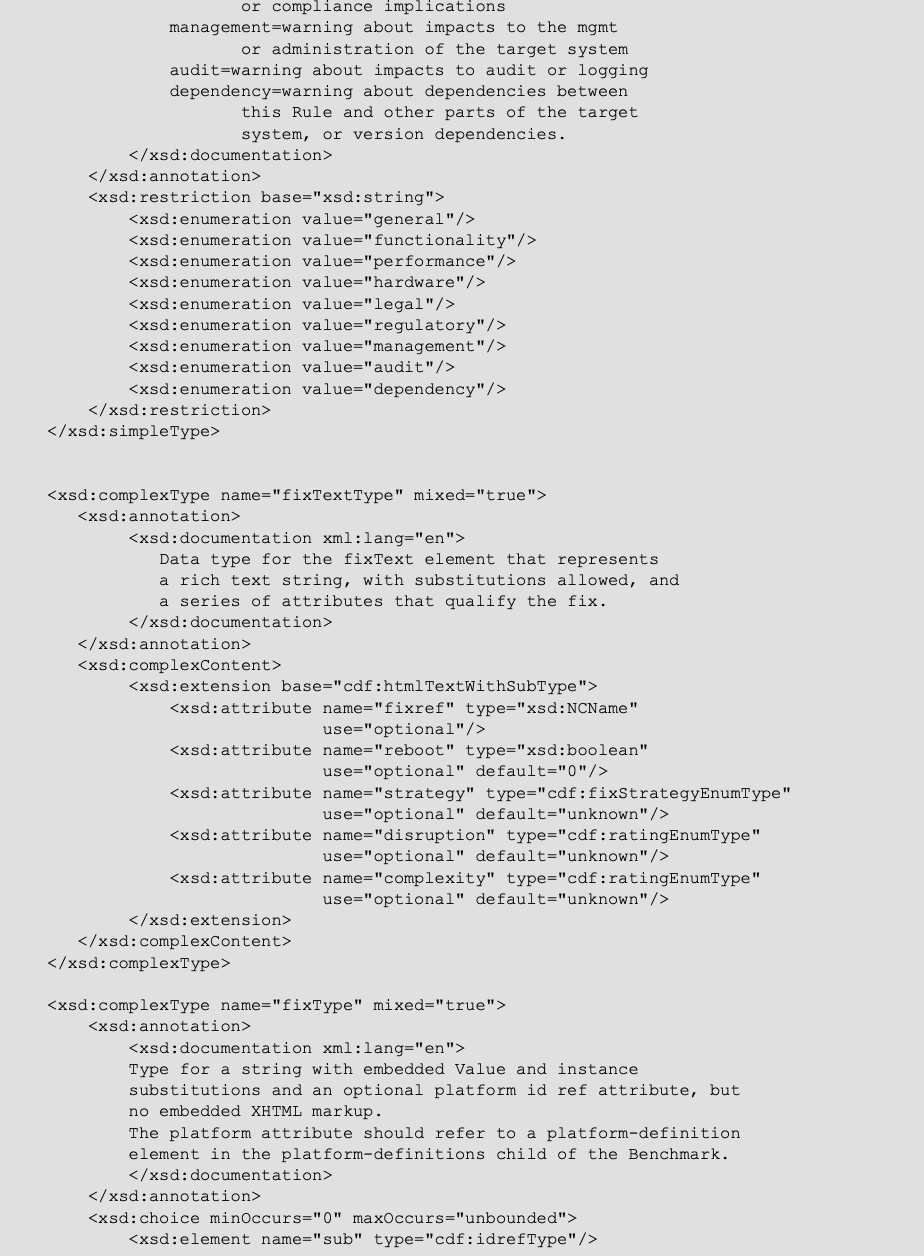 or compliance implications
management=warning about impacts to the mgmt
or administration of the target system
audit=warning about impacts to audit or logging
dependency=warning about dependencies between
this Rule and other parts of the target
system, or version dependencies.
</xsd:documentation>
</xsd:annotation>
<xsd:restriction base="xsd:string">
<xsd:enumeration value="general"/>
<xsd:enumeration value="functionality"/>
<xsd:enumeration value="performance"/>
<xsd:enumeration value="hardware"/>
<xsd:enumeration value="legal"/>
<xsd:enumeration value="regulatory"/>
<xsd:enumeration value="management"/>
<xsd:enumeration value="audit"/>
<xsd:enumeration value="dependency"/>
</xsd:restriction>
</xsd:simpleType>
<xsd:complexType name="fixTextType" mixed="true">
<xsd:annotation>
<xsd:documentation xml:lang="en">
Data type for the fixText element that represents
a rich text string, with substitutions allowed, and
a series of attributes that qualify the fix.
</xsd:documentation>
</xsd:annotation>
<xsd:complexContent>
<xsd:extension base="cdf:htmlTextWithSubType">
<xsd:attribute name="fixref" type="xsd:NCName"
use="optional"/>
<xsd:attribute name="reboot" type="xsd:boolean"
use="optional" default="0"/>
<xsd:attribute name="strategy" type="cdf:fixStrategyEnumType"
use="optional" default="unknown"/>
<xsd:attribute name="disruption" type="cdf:ratingEnumType"
use="optional" default="unknown"/>
<xsd:attribute name="complexity" type="cdf:ratingEnumType"
use="optional" default="unknown"/>
</xsd:extension>
</xsd:complexContent>
</xsd:complexType>
<xsd:complexType name="fixType" mixed="true">
<xsd:annotation>
<xsd:documentation xml:lang="en">
Type for a string with embedded Value and instance
substitutions and an optional platform id ref attribute, but
no embedded XHTML markup.
The platform attribute should refer to a platform-definition
element in the platform-definitions child of the Benchmark.
</xsd:documentation>
</xsd:annotation>
<xsd:choice minOccurs="0" maxOccurs="unbounded">
<xsd:element name="sub" type="cdf:idrefType"/>